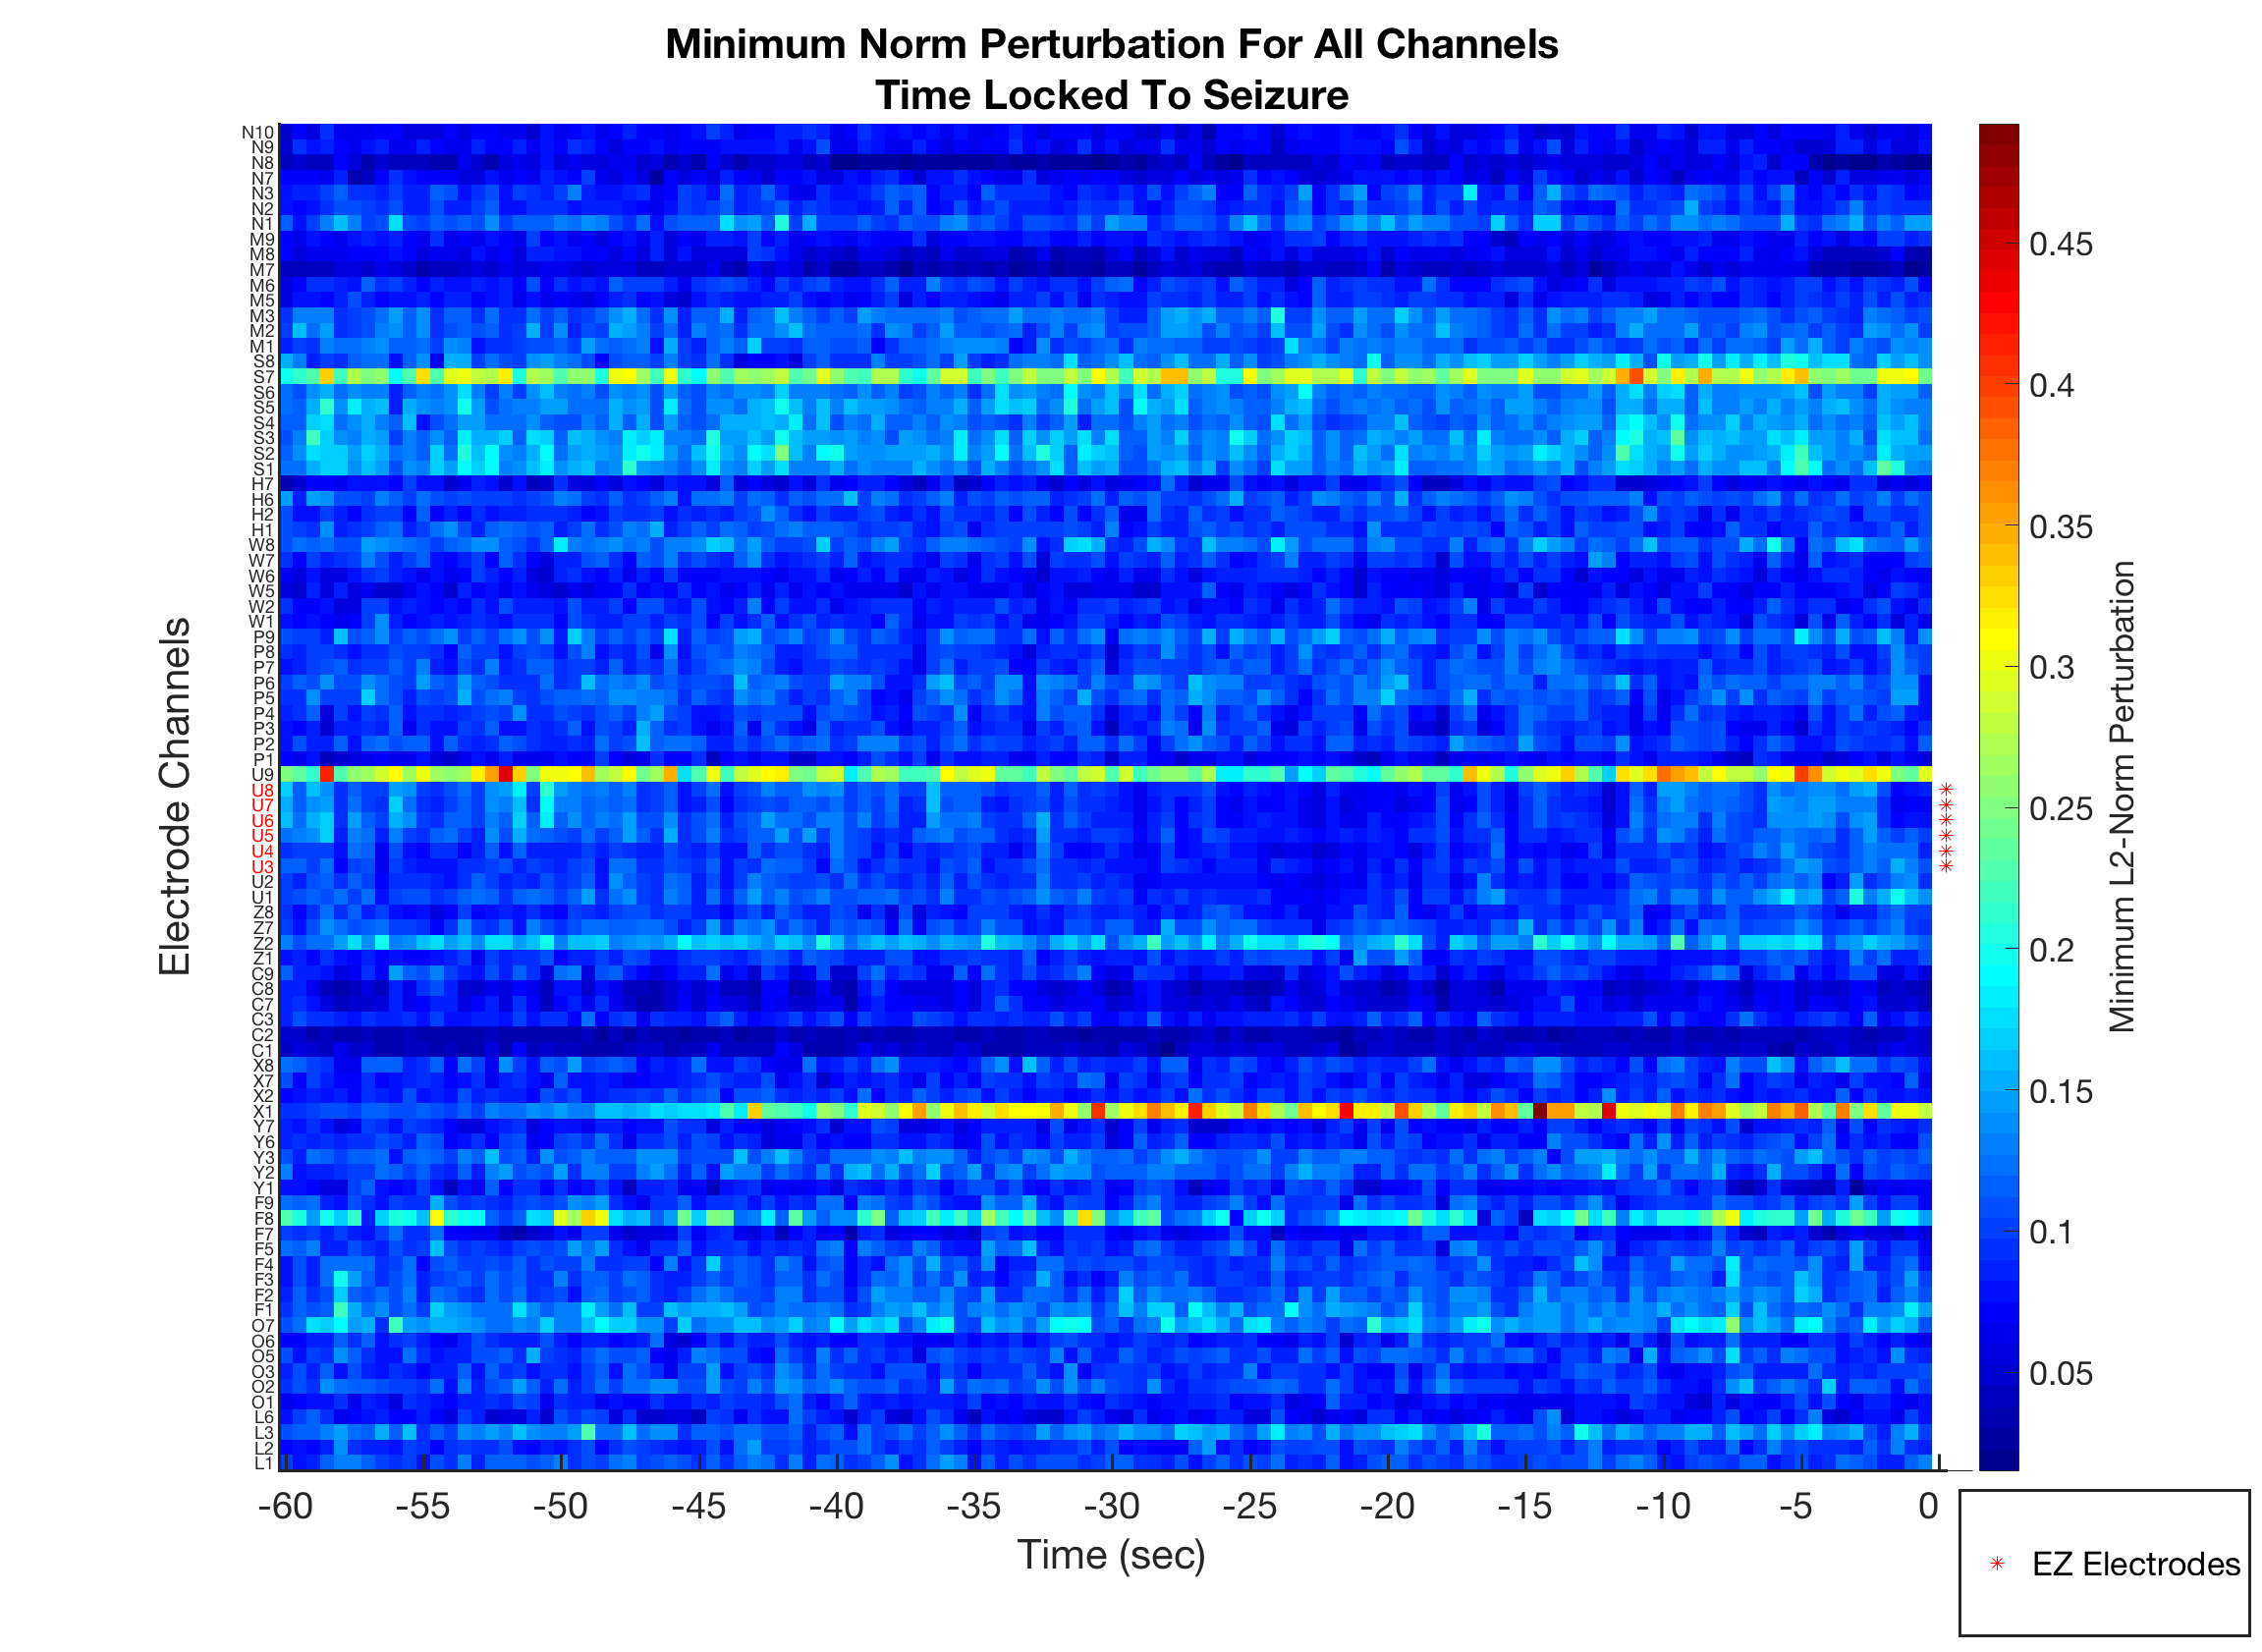 Minimum Norm Perturbation For All Channels
Time Locked To Seizure
Electrode Channels
N10
N9
N8
N7
N3
N2
N1
M9
M8
M7
M6
M5
M3
M2
M1
S8
S7
S6
S5
S4
S3
S2
S1
H7
H6
H2
H1
W8
W7
W6
W5
W2
W1
P9
P8
P7
P6
P5
P4
P3
P2
P1
U9
U8
U7
U6
U5
U4
U3
U2
U1
Z8
Z7
Z2
Z1
C9
C8
C7
C3
C2
C1
X8
X7
X2
X1
Y7
Y6
Y3
Y2
Y1
F9
F8
F7
F5
F4
F3
F2
F1
O7
O6
O5
O3
O2
O1
L6
L3
L2
L1
-60 -55 -50 -45 -40 -35 -30 -25 -20 -15 -10 -5 0
Time (sec)
0.45
0.4
0.35
0.3
0.25
0.2
0.15
0.1
0.05
Minimum L2-Norm Perturbation
EZ Electrodes